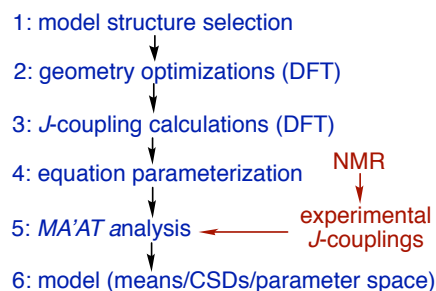 1: model structure selection
2: geometry optimizations (DFT)
3: J-coupling calculations (DFT)
4: equation parameterization
NMR
5: MA'AT analysis
experimental
J-couplings
6: model (means/CSDs/parameter space)